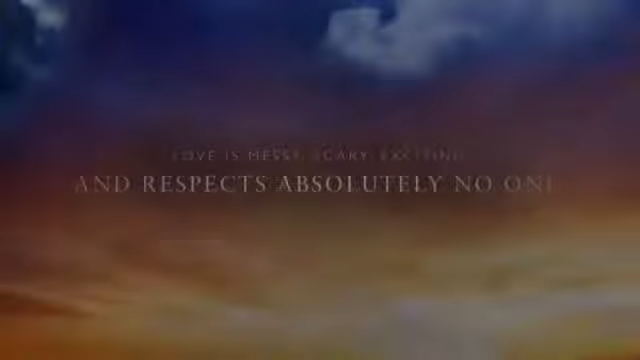 LOVE IS MESSY, SCARY, EXCITING
AND RESPECTS ABSOLUTELY NO ONE